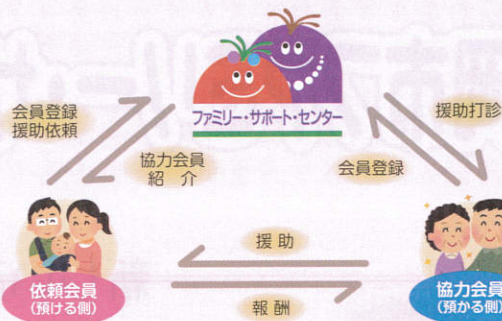 会員登録
援助依頼
ファミリー・サポート・センター
援助打診
協力会員
紹 介
会員登録
援 助
依頼会員
(預ける側)
報 酬
協力会員
(預かる側)